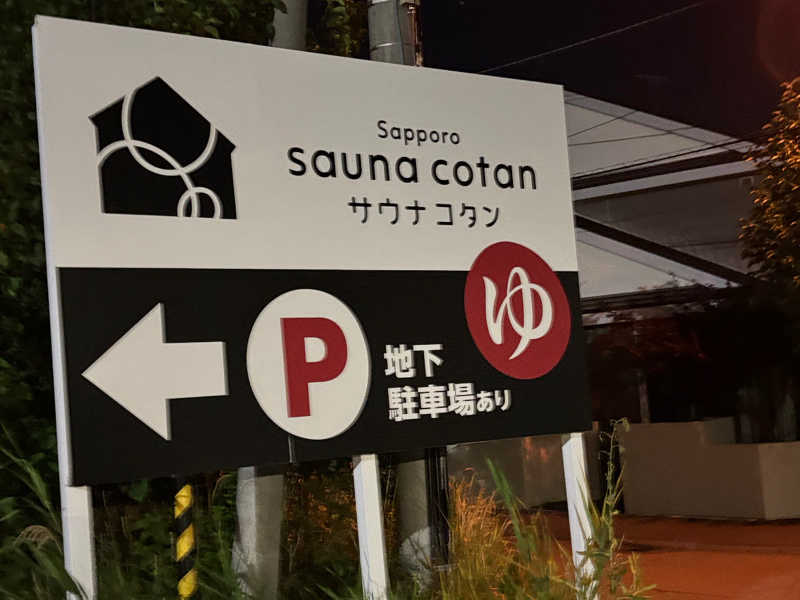 Sapporo
sauna cotan
サウナコタン
ゆ
P
地下
駐車場あり